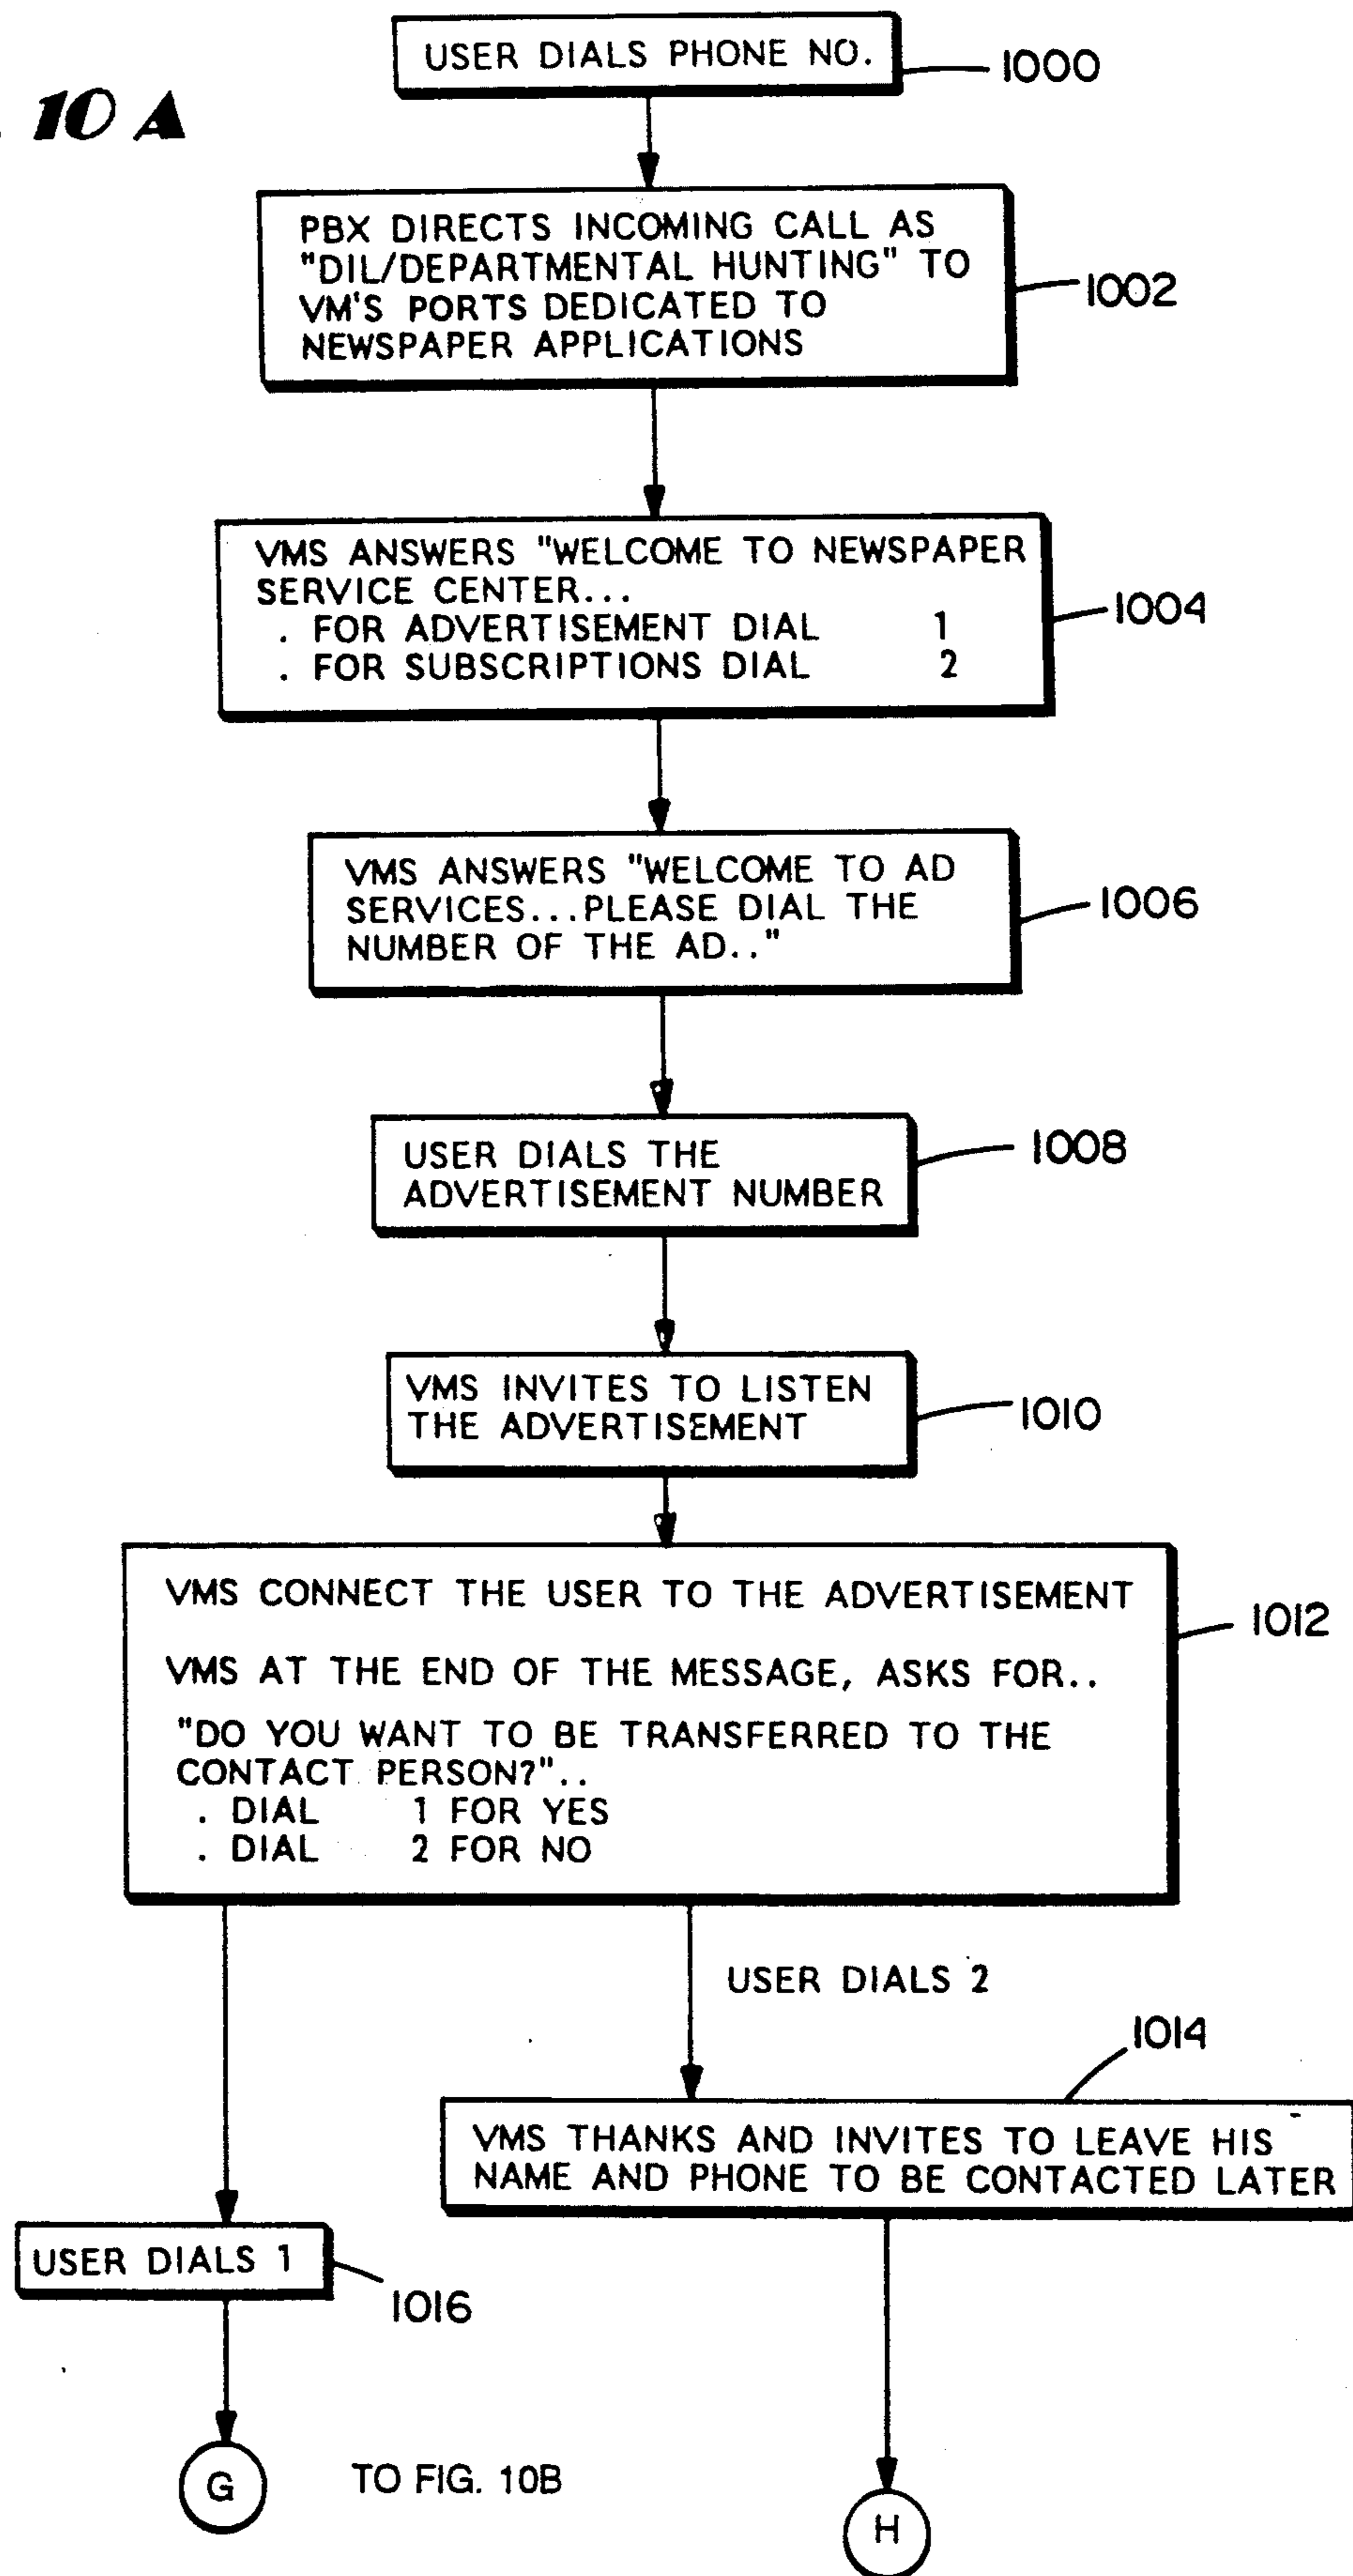 10 A
USER DIALS PHONE NO.
1000
PBX DIRECTS INCOMING CALL AS
"DIL/DEPARTMENTAL HUNTING" TO
VM'S PORTS DEDICATED TO
NEWSPAPER APPLICATIONS
1002
VMS ANSWERS "WELCOME TO NEWSPAPER
SERVICE CENTER...
. FOR ADVERTISEMENT DIAL 1
. FOR SUBSCRIPTIONS DIAL 2
1004
VMS ANSWERS "WELCOME TO AD
SERVICES...PLEASE DIAL THE
NUMBER OF THE AD.."
1006
USER DIALS THE
ADVERTISEMENT NUMBER
1008
VMS INVITES TO LISTEN
THE ADVERTISEMENT
1010
VMS CONNECT THE USER TO THE ADVERTISEMENT
VMS AT THE END OF THE MESSAGE, ASKS FOR..
"DO YOU WANT TO BE TRANSFERRED TO THE
CONTACT PERSON?"..
. DIAL 1 FOR YES
. DIAL 2 FOR NO
1012
USER DIALS 2
1014
VMS THANKS AND INVITES TO LEAVE HIS
NAME AND PHONE TO BE CONTACTED LATER
USER DIALS 1
1016
G
TO FIG. 10B
H